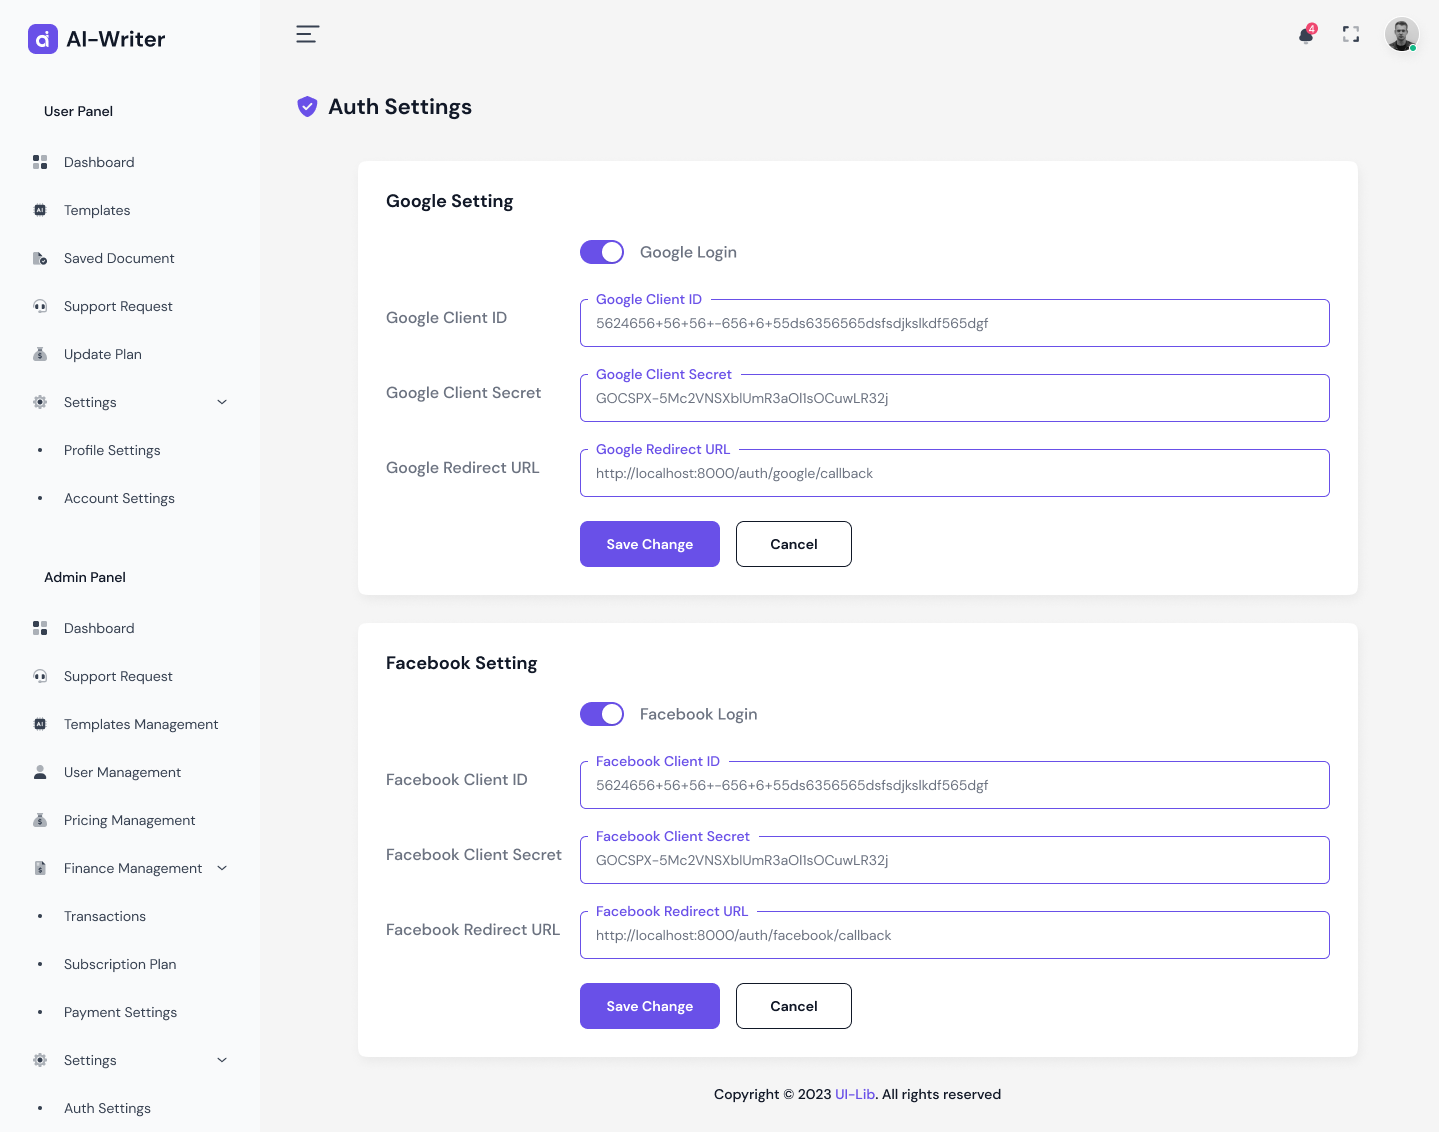 AI-Writer
4
Auth Settings
User Panel
Dashboard
Templates
Saved Document
Support Request
Update Plan
Settings
Profile Settings
Account Settings
Admin Panel
Dashboard
Support Request
Templates Management
User Management
Pricing Management
Finance Management
Transactions
Subscription Plan
Payment Settings
Settings
Auth Settings
Google Setting
Google Login
Google Client ID
Google Client ID
5624656+56+56+-656+6+55ds6356565dsfsdjkslkdf565dgf
Google Client Secret
Google Client Secret
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
Google Redirect URL
Google Redirect URL
http://localhost:8000/auth/google/callback
Save Change
Cancel
Facebook Setting
Facebook Login
Facebook Client ID
Facebook Client ID
5624656+56+56+-656+6+55ds6356565dsfsdjkslkdf565dgf
Facebook Client Secret
Facebook Client Secret
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
Facebook Redirect URL
Facebook Redirect URL
http://localhost:8000/auth/facebook/callback
Save Change
Cancel
Copyright © 2023 UI-Lib. All rights reserved